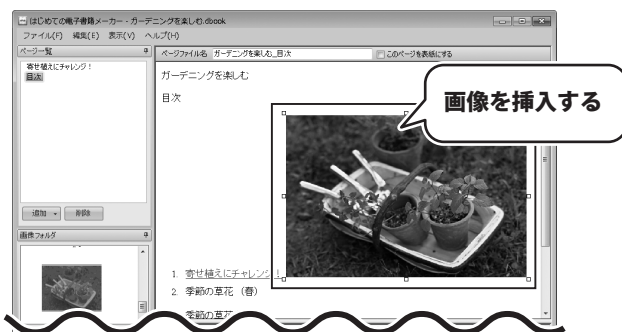 はじめての電子書籍メーカー - ガーデニングを楽しむ.dbook
ファイル(F) 編集(E) 表示(V) ヘルプ(H)
ページ一覧
寄せ植えにチャレンジ！
目次
追加 削除
画像フォルダ
ページファイル名 ガーデニングを楽しむ_目次 このページを表紙にする
ガーデニングを楽しむ
目次
画像を挿入する
1. 寄せ植えにチャレンジ！
2. 季節の草花（春）
季節の草花